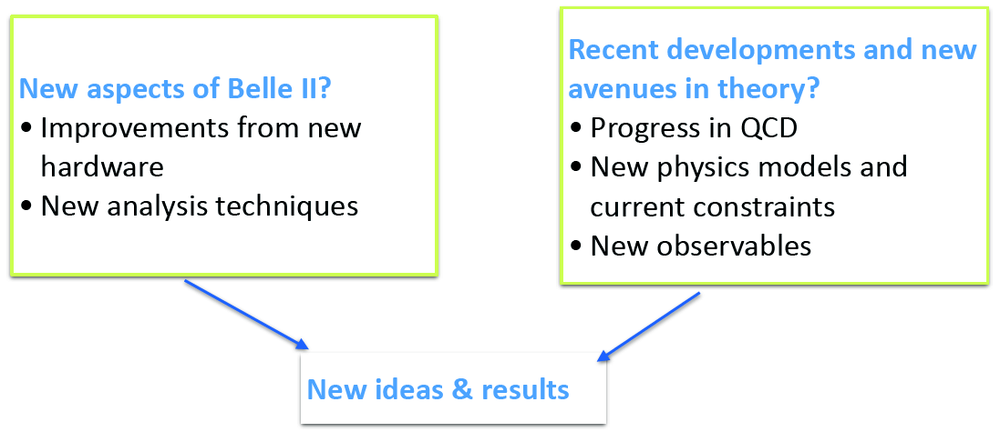 New aspects of Belle II?
• Improvements from new
hardware
• New analysis techniques
Recent developments and new
avenues in theory?
• Progress in QCD
• New physics models and
current constraints
• New observables
New ideas & results